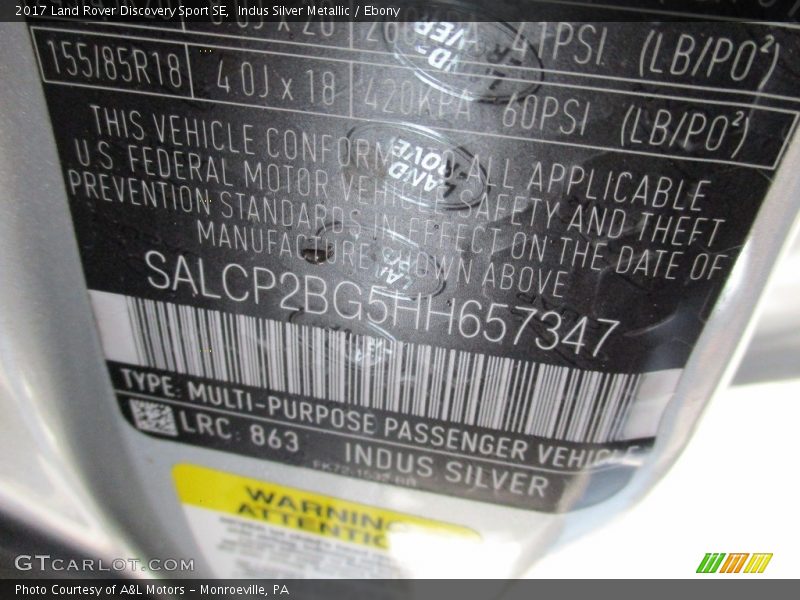 2017 Land Rover Discovery Sport SE, Indus Silver Metallic / Ebony
41PSI (LB/PO²)
155/85R18 4.0J x 18 420KPA 60PSI (LB/PO²)
THIS VEHICLE CONFORMS TO ALL APPLICABLE
U.S FEDERAL MOTOR VEHICLE SAFETY AND THEFT
PREVENTION STANDARDS IN EFFECT ON THE DATE OF
MANUFACTURE SHOWN ABOVE
SALCP2BG5HH657347
TYPE: MULTI-PURPOSE PASSENGER VEHICLE
LRC: 863 INDUS SILVER
WARNING
ATTENTION
GTCARLOT.COM
Photo Courtesy of A&L Motors – Monroeville, PA